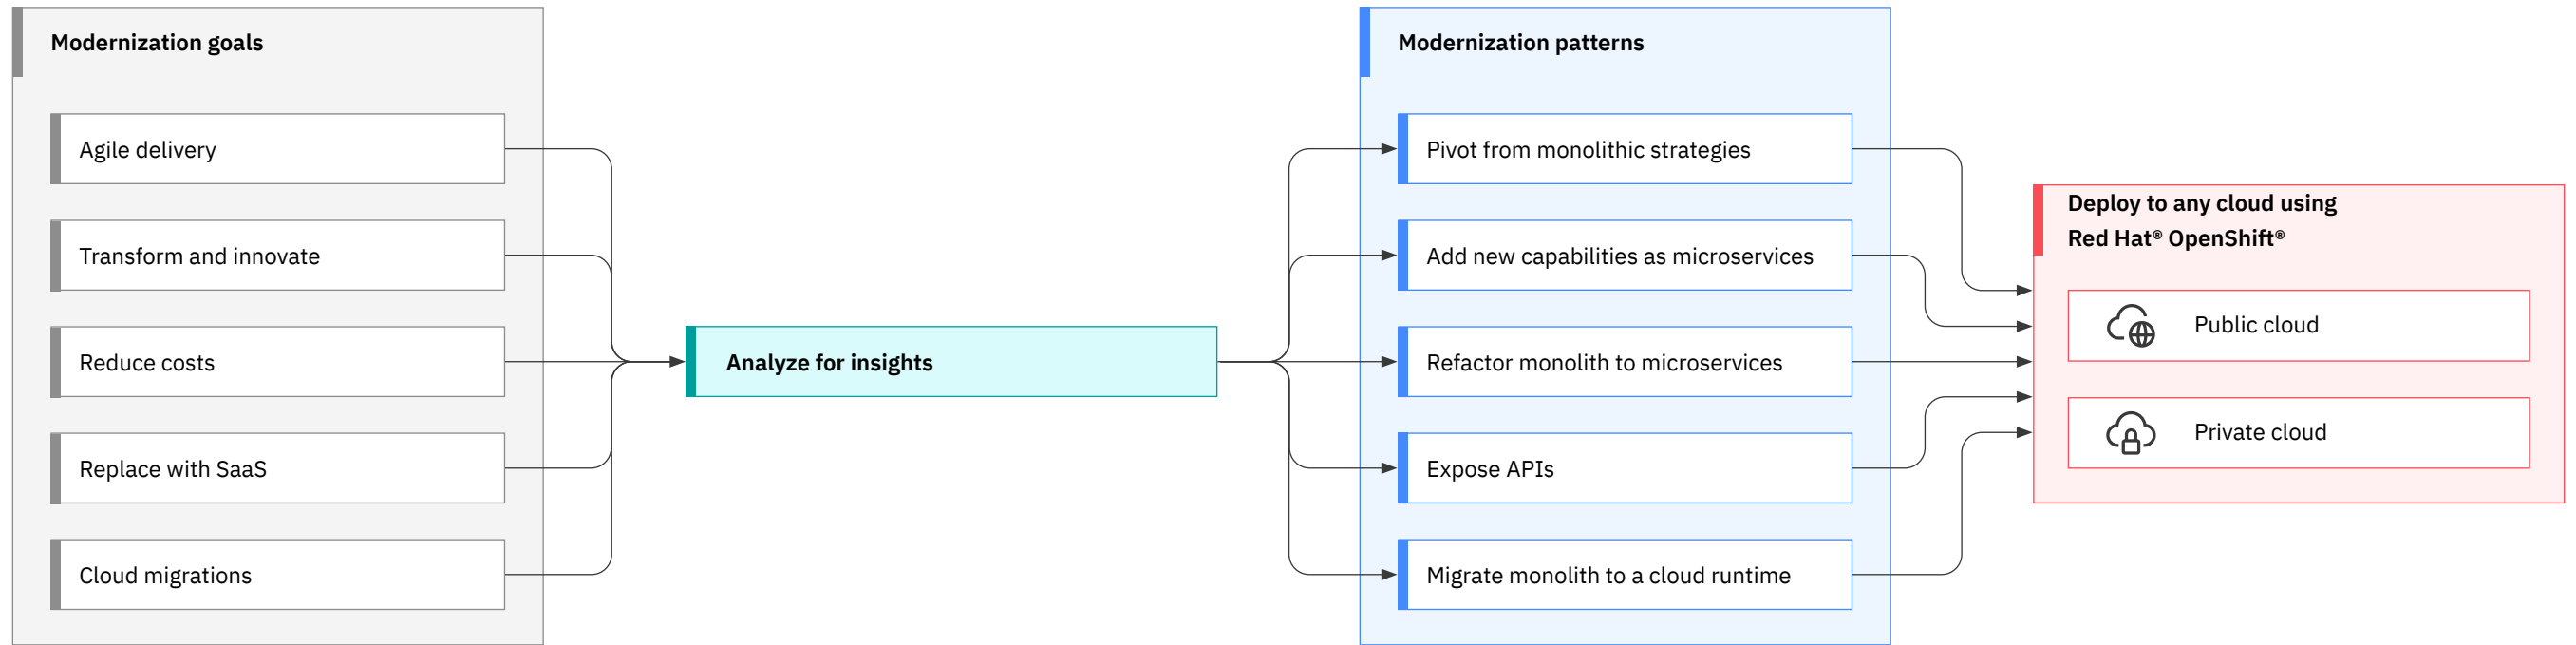 Modernization goals
Agile delivery
Transform and innovate
Reduce costs
Replace with SaaS
Cloud migrations
Analyze for insights
Modernization patterns
Pivot from monolithic strategies
Add new capabilities as microservices
Refactor monolith to microservices
Expose APIs
Migrate monolith to a cloud runtime
Deploy to any cloud using
Red Hat® OpenShift®
Public cloud
Private cloud